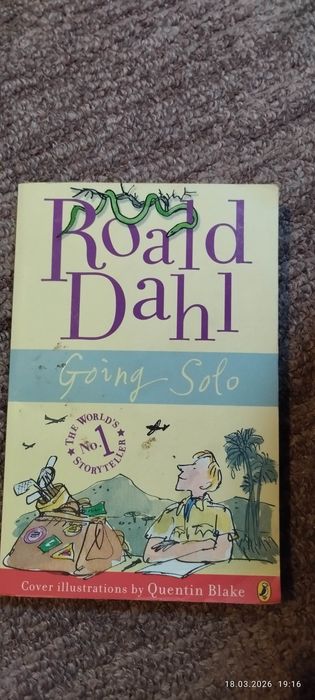 Roald
Dahl
Going Solo
THE WORLD'S
No 1
STORYTELLER
Cover illustrations by Quentin Blake
18.03.2026 19:16